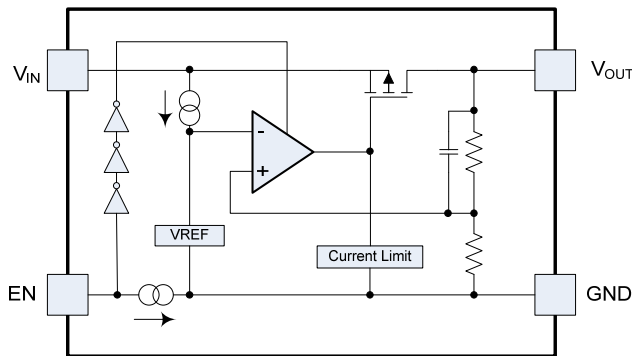 VIN
VOUT
-
+
VREF
Current Limit
EN
GND